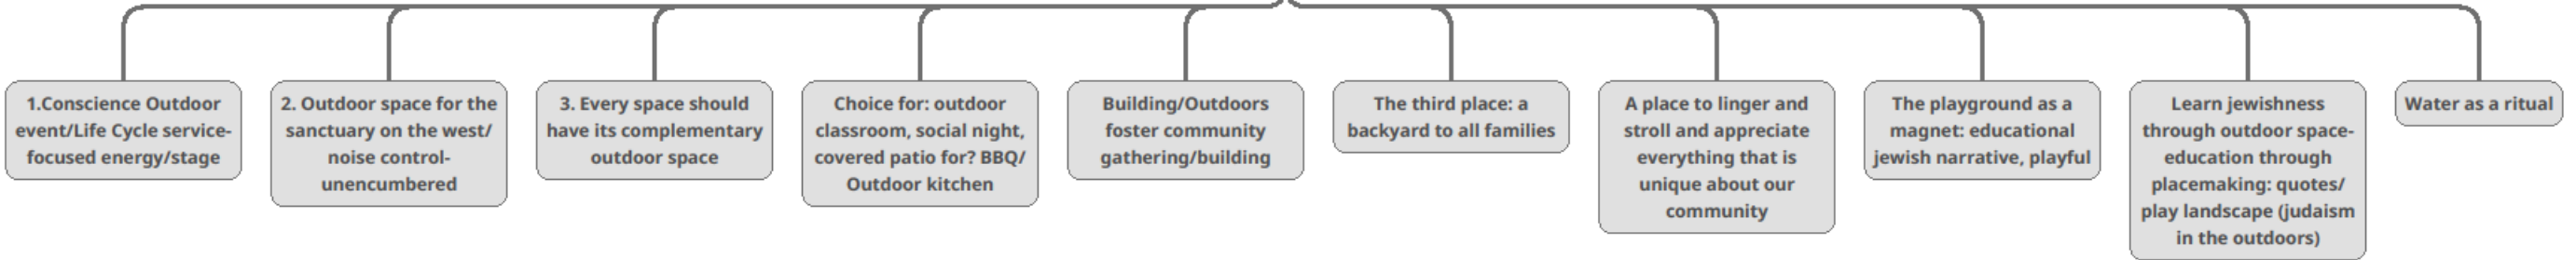 1.Conscience Outdoor
event/Life Cycle service-
focused energy/stage
2. Outdoor space for the
sanctuary on the west/
noise control-
unencumbered
3. Every space should
have its complementary
outdoor space
Choice for: outdoor
classroom, social night,
covered patio for? BBQ/
Outdoor kitchen
Building/Outdoors
foster community
gathering/building
The third place: a
backyard to all families
A place to linger and
stroll and appreciate
everything that is
unique about our
community
The playground as a
magnet: educational
jewish narrative, playful
Learn jewishness
through outdoor space-
education through
placemaking: quotes/
play landscape (judaism
in the outdoors)
Water as a ritual